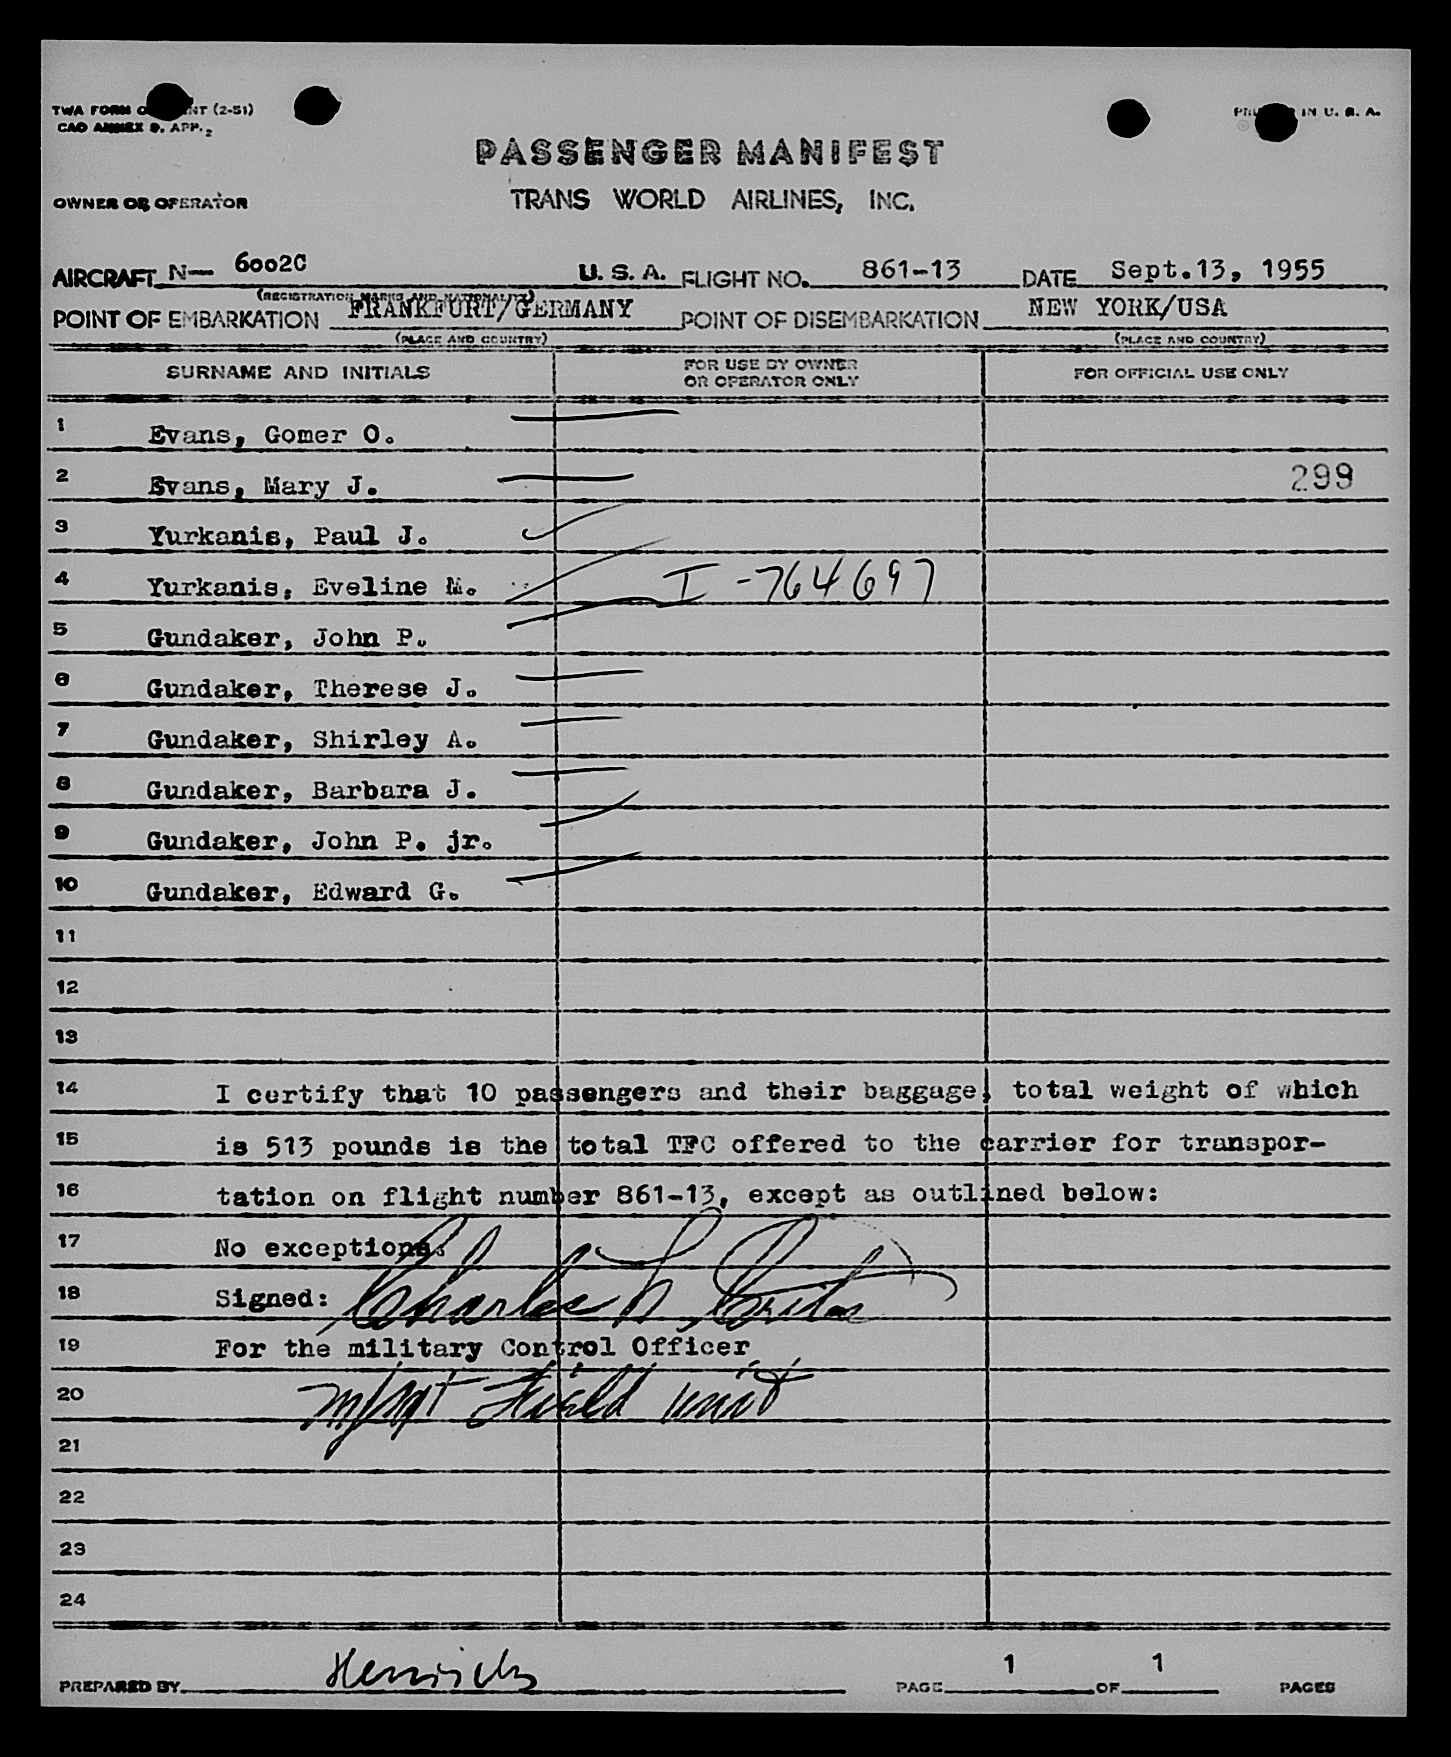 TWA FORM NT (2-51) PR IN U. S. A.
CAO ANNEX 9. APP. 2
PASSENGER MANIFEST
OWNER OR OPERATOR TRANS WORLD AIRLINES, INC.
AIRCRAFT N— 6002C U. S. A. FLIGHT NO. 861-13 DATE Sept.13, 1955
(REGISTRATION MARKS AND NATIONALITY)
POINT OF EMBARKATION FRANKFURT/GERMANY POINT OF DISEMBARKATION NEW YORK/USA
(PLACE AND COUNTRY) (PLACE AND COUNTRY)
SURNAME AND INITIALS FOR USE BY OWNER OR OPERATOR ONLY FOR OFFICIAL USE ONLY
1 Evans, Gomer O.
2 Evans, Mary J. 299
3 Yurkanis, Paul J.
4 Yurkanis, Eveline M. I-764697
5 Gundaker, John P.
6 Gundaker, Therese J.
7 Gundaker, Shirley A.
8 Gundaker, Barbara J.
9 Gundaker, John P. jr.
10 Gundaker, Edward G.
11
12
13
14 I certify that 10 passengers and their baggage, total weight of which
15 is 513 pounds is the total TFC offered to the carrier for transpor-
16 tation on flight number 861-13, except as outlined below:
17 No exceptions.
18 Signed: Charles L.
19 For the military Control Officer
20 M/Sgt Field Unit
21
22
23
24
PREPARED BY PAGE 1 OF 1 PAGES